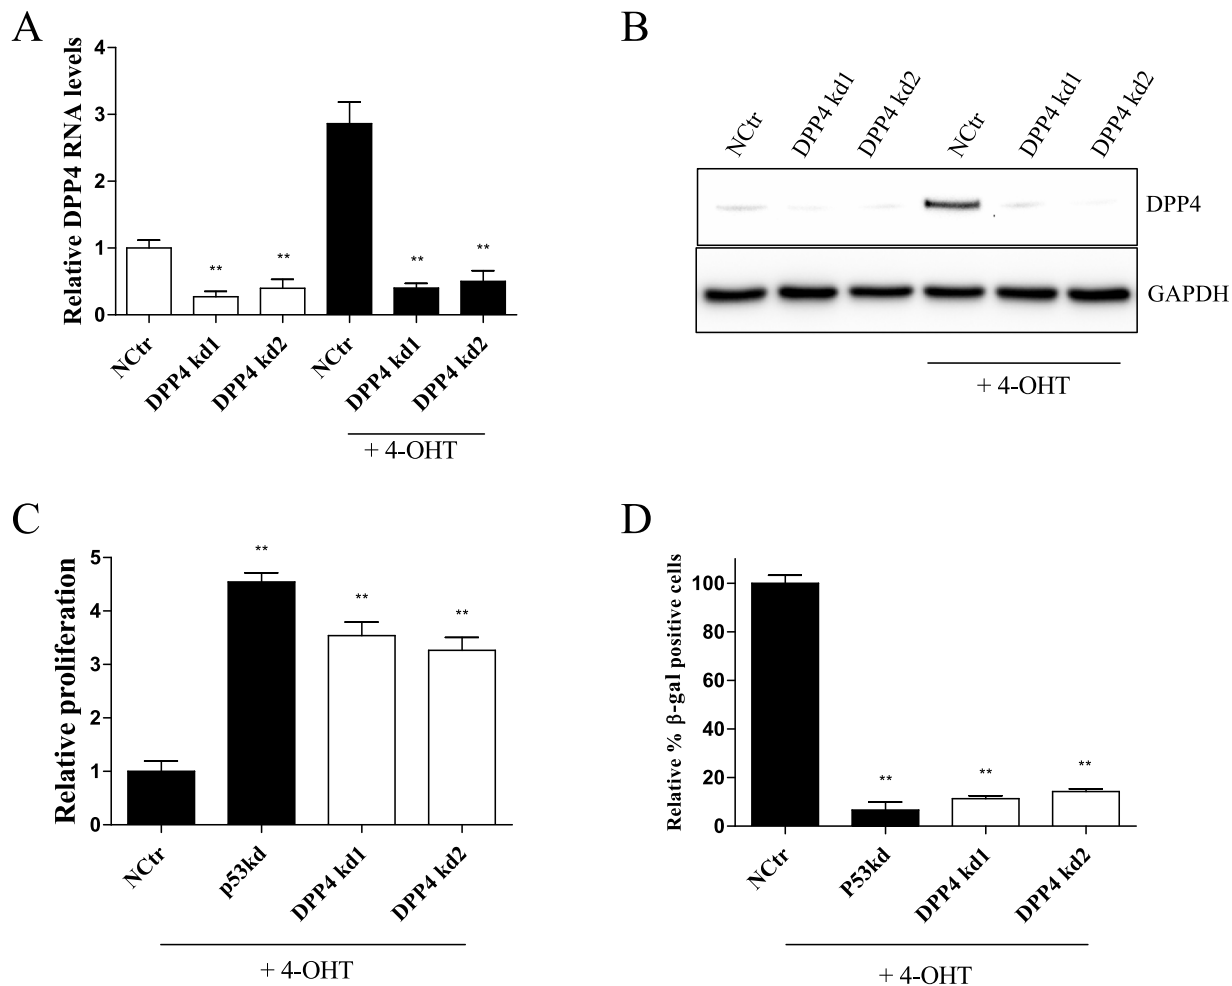 A
Relative DPP4 RNA levels
4
3
2
1
0
**
**
**
**
NCtr
DPP4 kd1
DPP4 kd2
NCtr
DPP4 kd1
DPP4 kd2
+ 4-OHT
B
NCtr
DPP4 kd1
DPP4 kd2
NCtr
DPP4 kd1
DPP4 kd2
DPP4
GAPDH
+ 4-OHT
C
Relative proliferation
5
4
3
2
1
0
**
**
**
NCtr
p53kd
DPP4 kd1
DPP4 kd2
+ 4-OHT
D
Relative % β-gal positive cells
100
80
60
40
20
0
**
**
**
NCtr
P53kd
DPP4 kd1
DPP4 kd2
+ 4-OHT